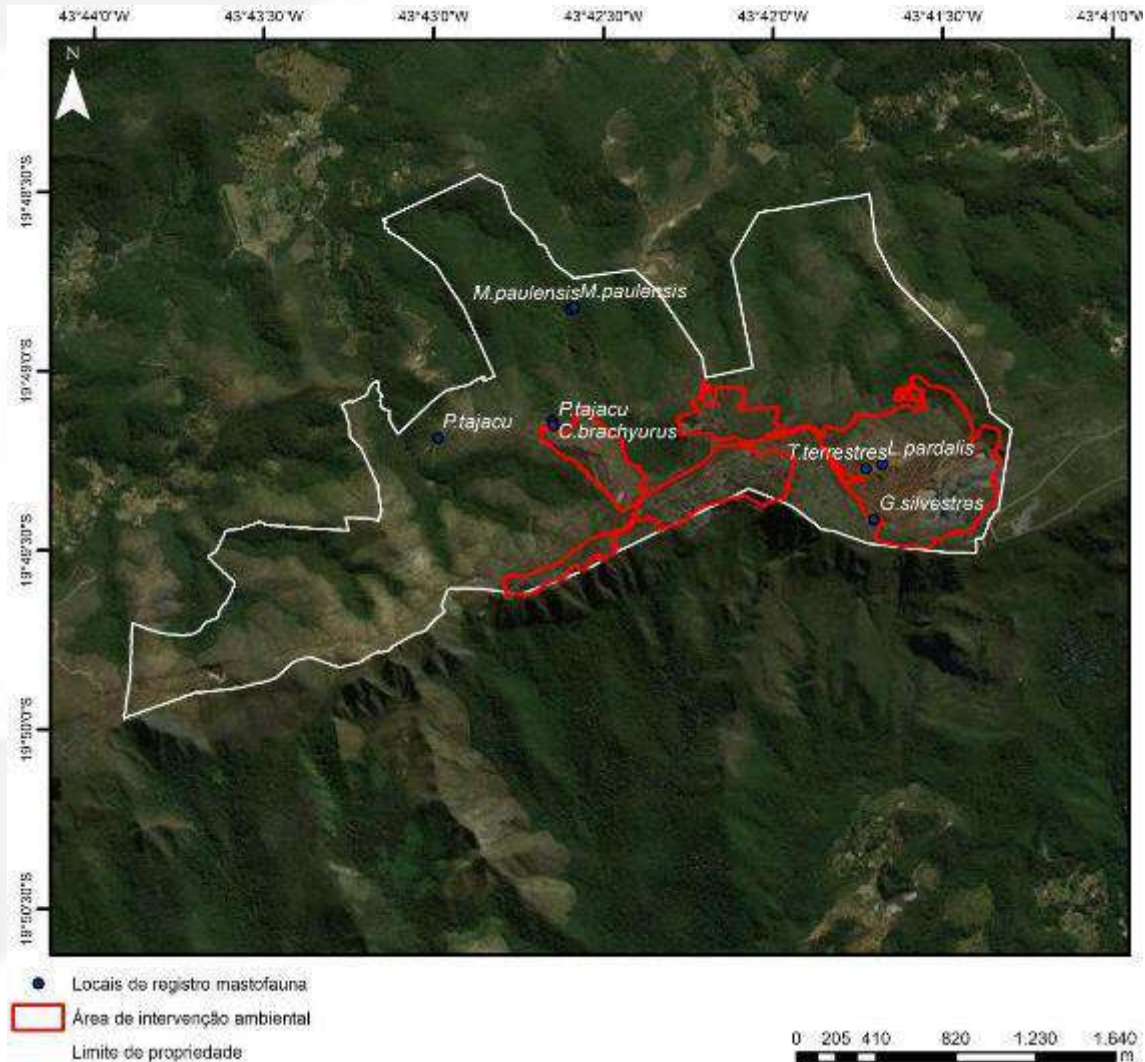 43°44'0"W 43°43'30"W 43°43'0"W 43°42'30"W 43°42'0"W 43°41'30"W 43°41'0"W
N
19°48'30"S
M.paulensis M.paulensis
19°49'0"S
P.tajacu
P.tajacu
C.brachyurus
T.terrestres L.pardalis
G.silvestres
19°49'30"S
19°50'0"S
19°50'30"S
Locais de registro mastofauna
Área de intervenção ambiental
Limite de propriedade
0 205 410 820 1.230 1.640
m